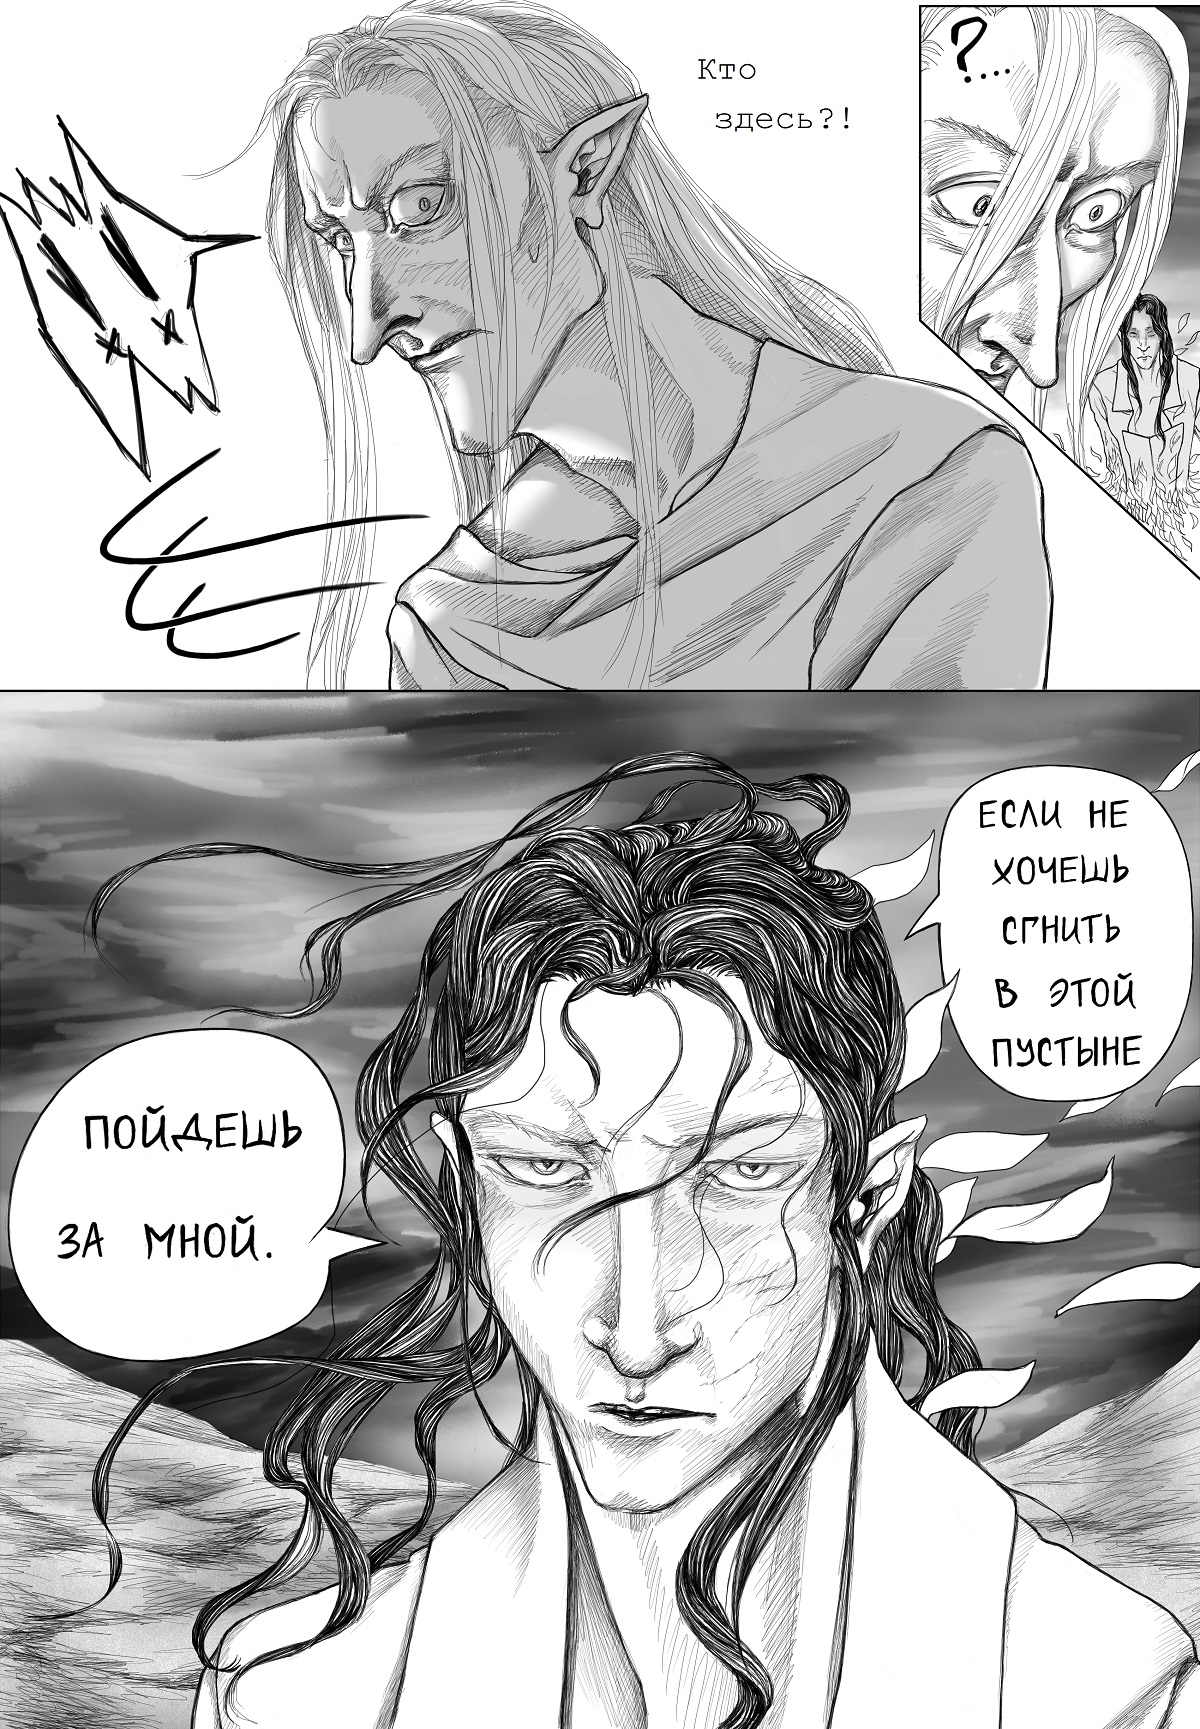 Кто
здесь?!
?....
!!
ЕСЛИ НЕ
ХОЧЕШЬ
СГНИТЬ
В ЭТОЙ
ПУСТЫНЕ
ПОЙДЕШЬ
ЗА МНОЙ.